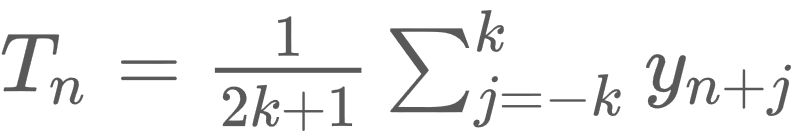 $T_n = \frac{1}{2k+1} \sum_{j=-k}^{k} y_{n+j}$